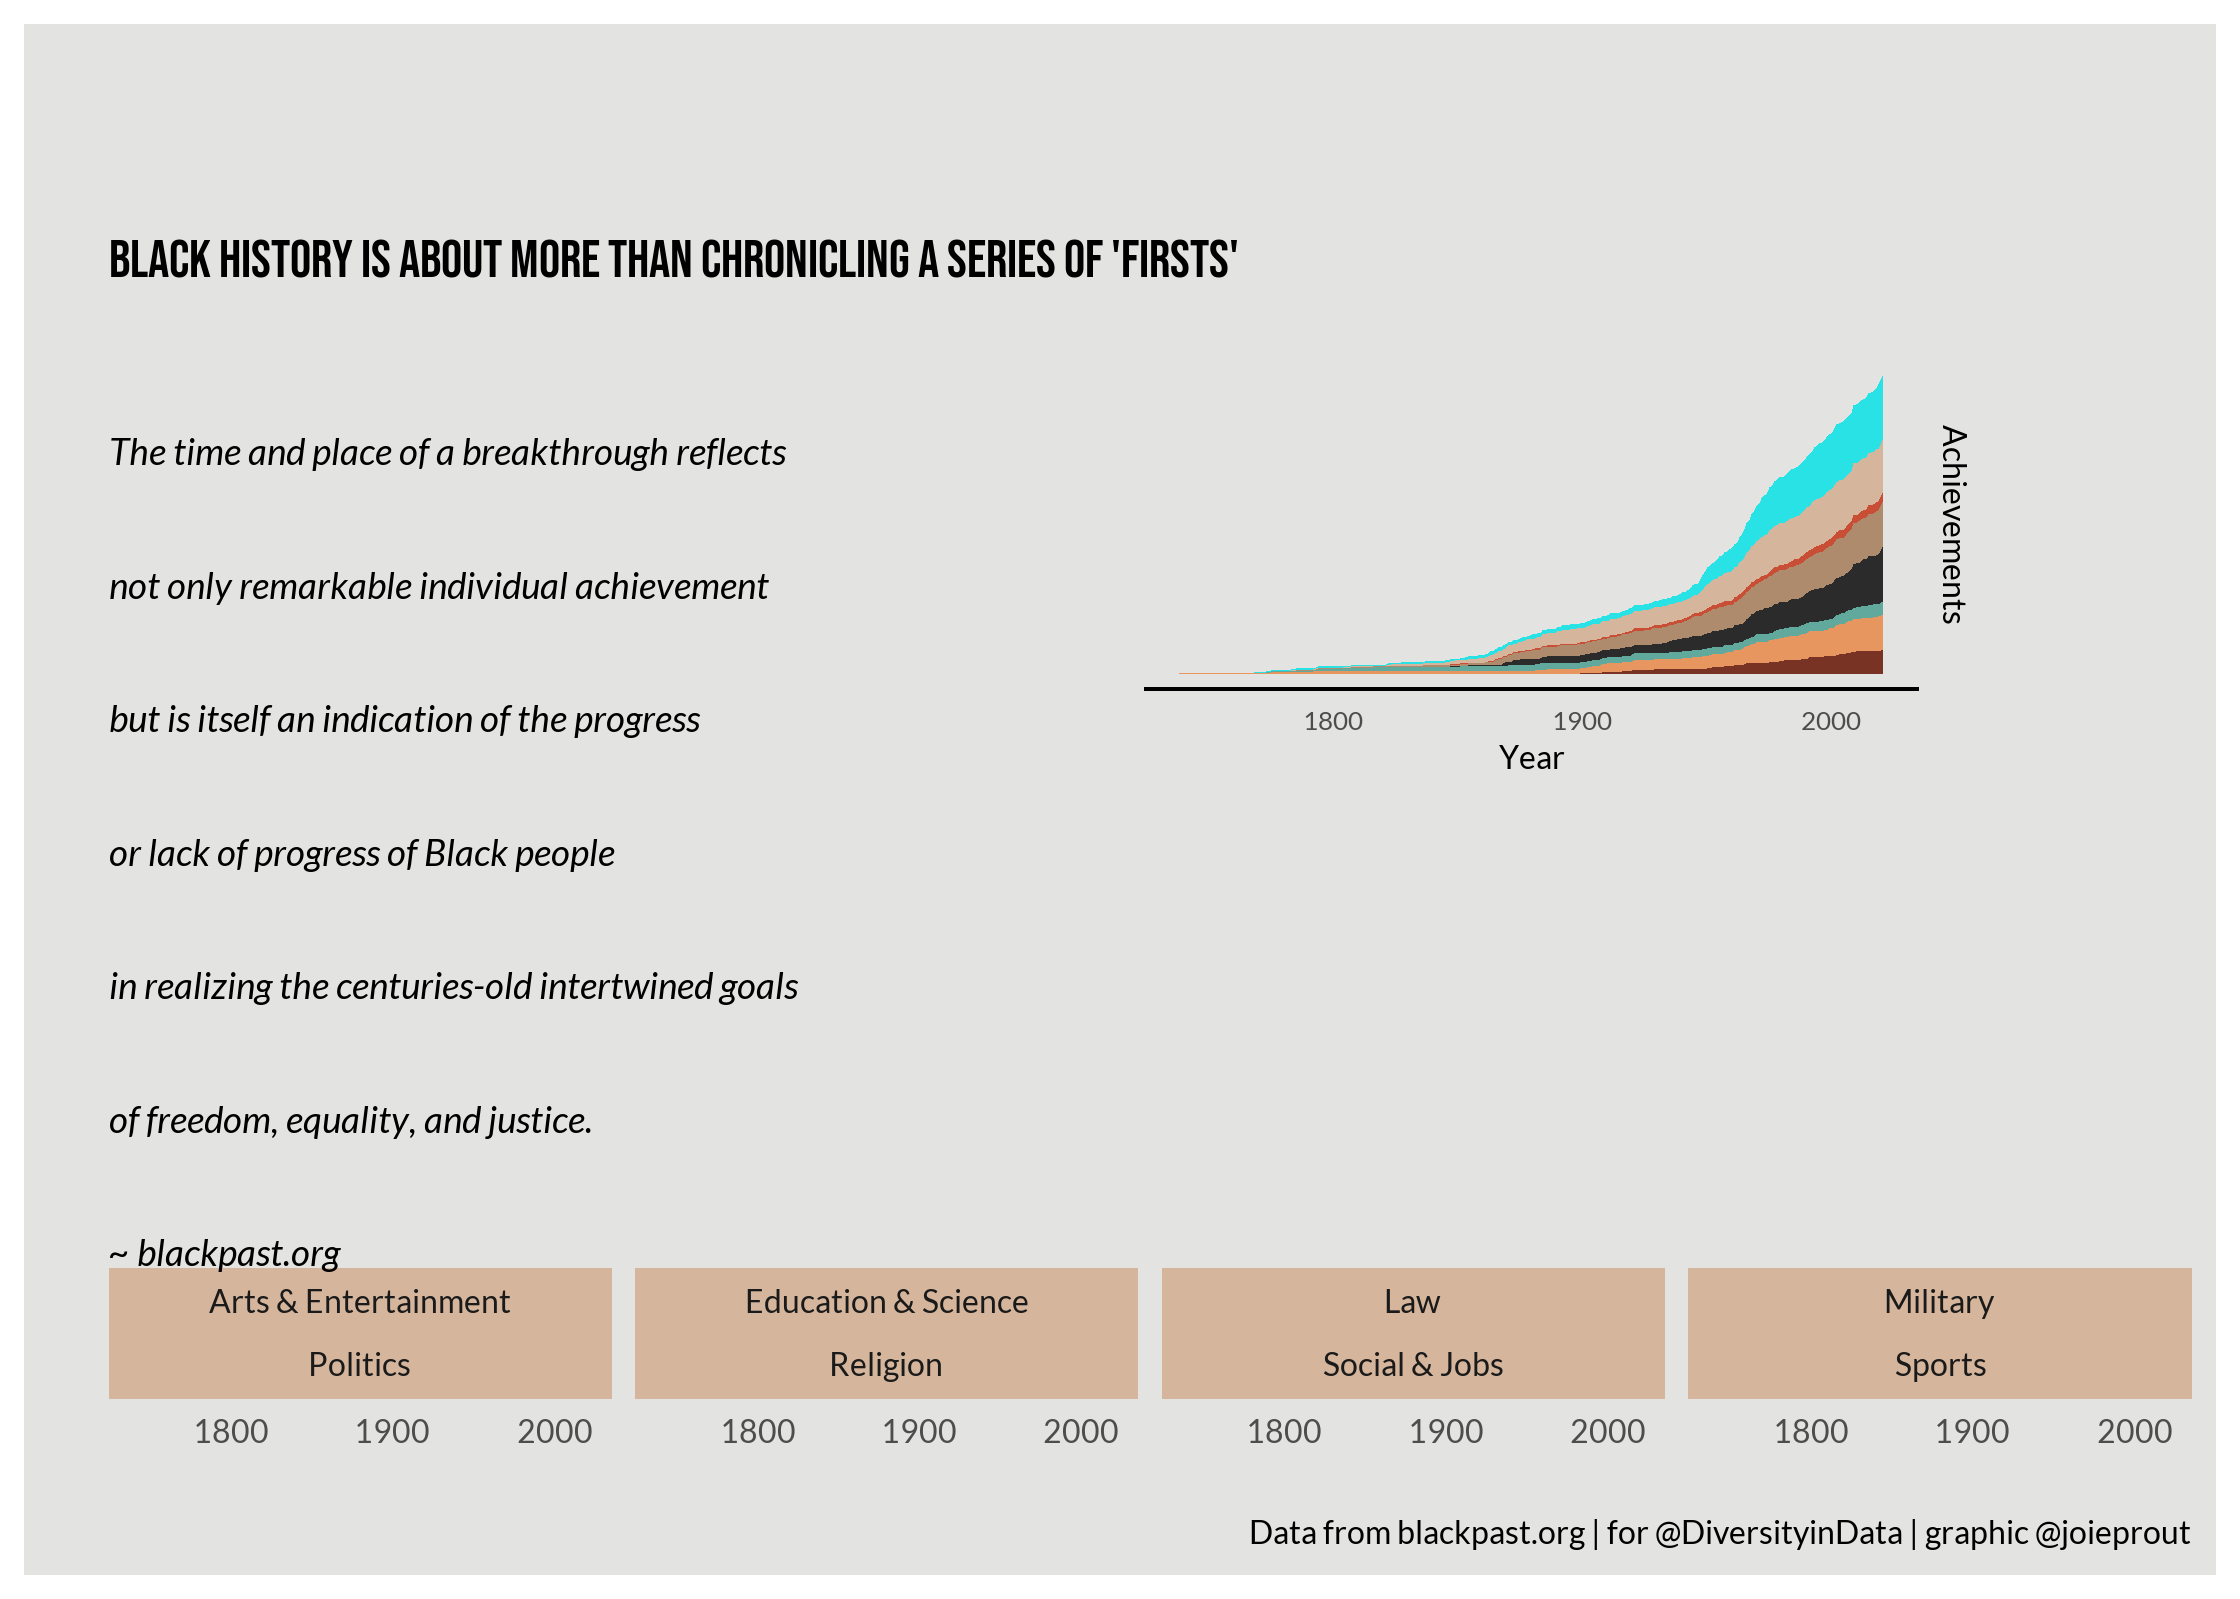 BLACK HISTORY IS ABOUT MORE THAN CHRONICLING A SERIES OF 'FIRSTS'
The time and place of a breakthrough reflects
not only remarkable individual achievement
but is itself an indication of the progress
or lack of progress of Black people
in realizing the centuries-old intertwined goals
of freedom, equality, and justice.
~ blackpast.org
Achievements
1800 1900 2000
Year
Arts & Entertainment Education & Science Law Military
Politics Religion Social & Jobs Sports
1800 1900 2000 1800 1900 2000 1800 1900 2000 1800 1900 2000
Data from blackpast.org | for @DiversityinData | graphic @joieprout